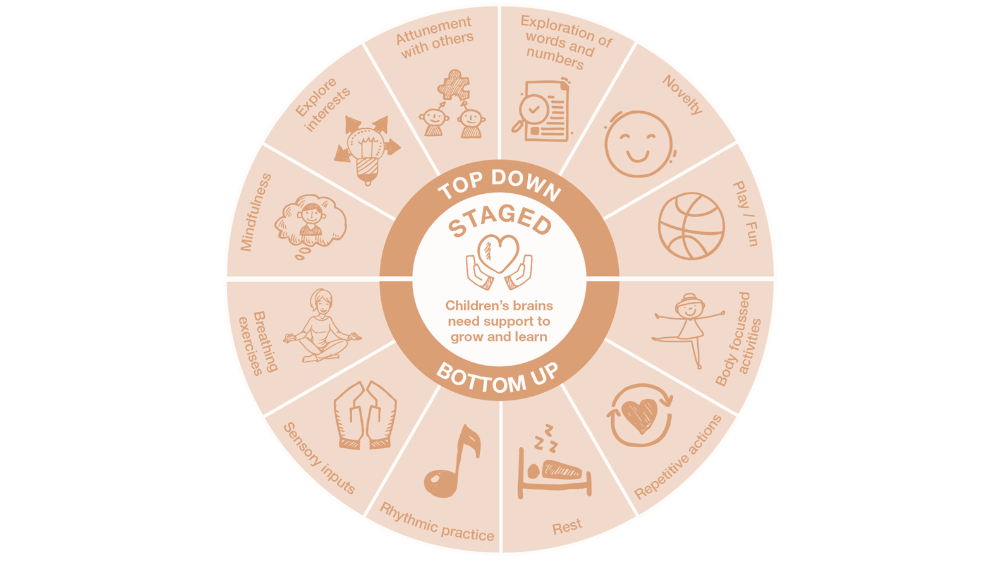 Attunement
with others
Exploration of
words and
numbers
Novelty
Play / Fun
Explore
interests
Mindfulness
TOP DOWN
STAGED
Children’s brains
need support to
grow and learn
BOTTOM UP
Body focussed
activities
Repetitive actions
Rest
Rhythmic practice
Sensory inputs
Breathing
exercises